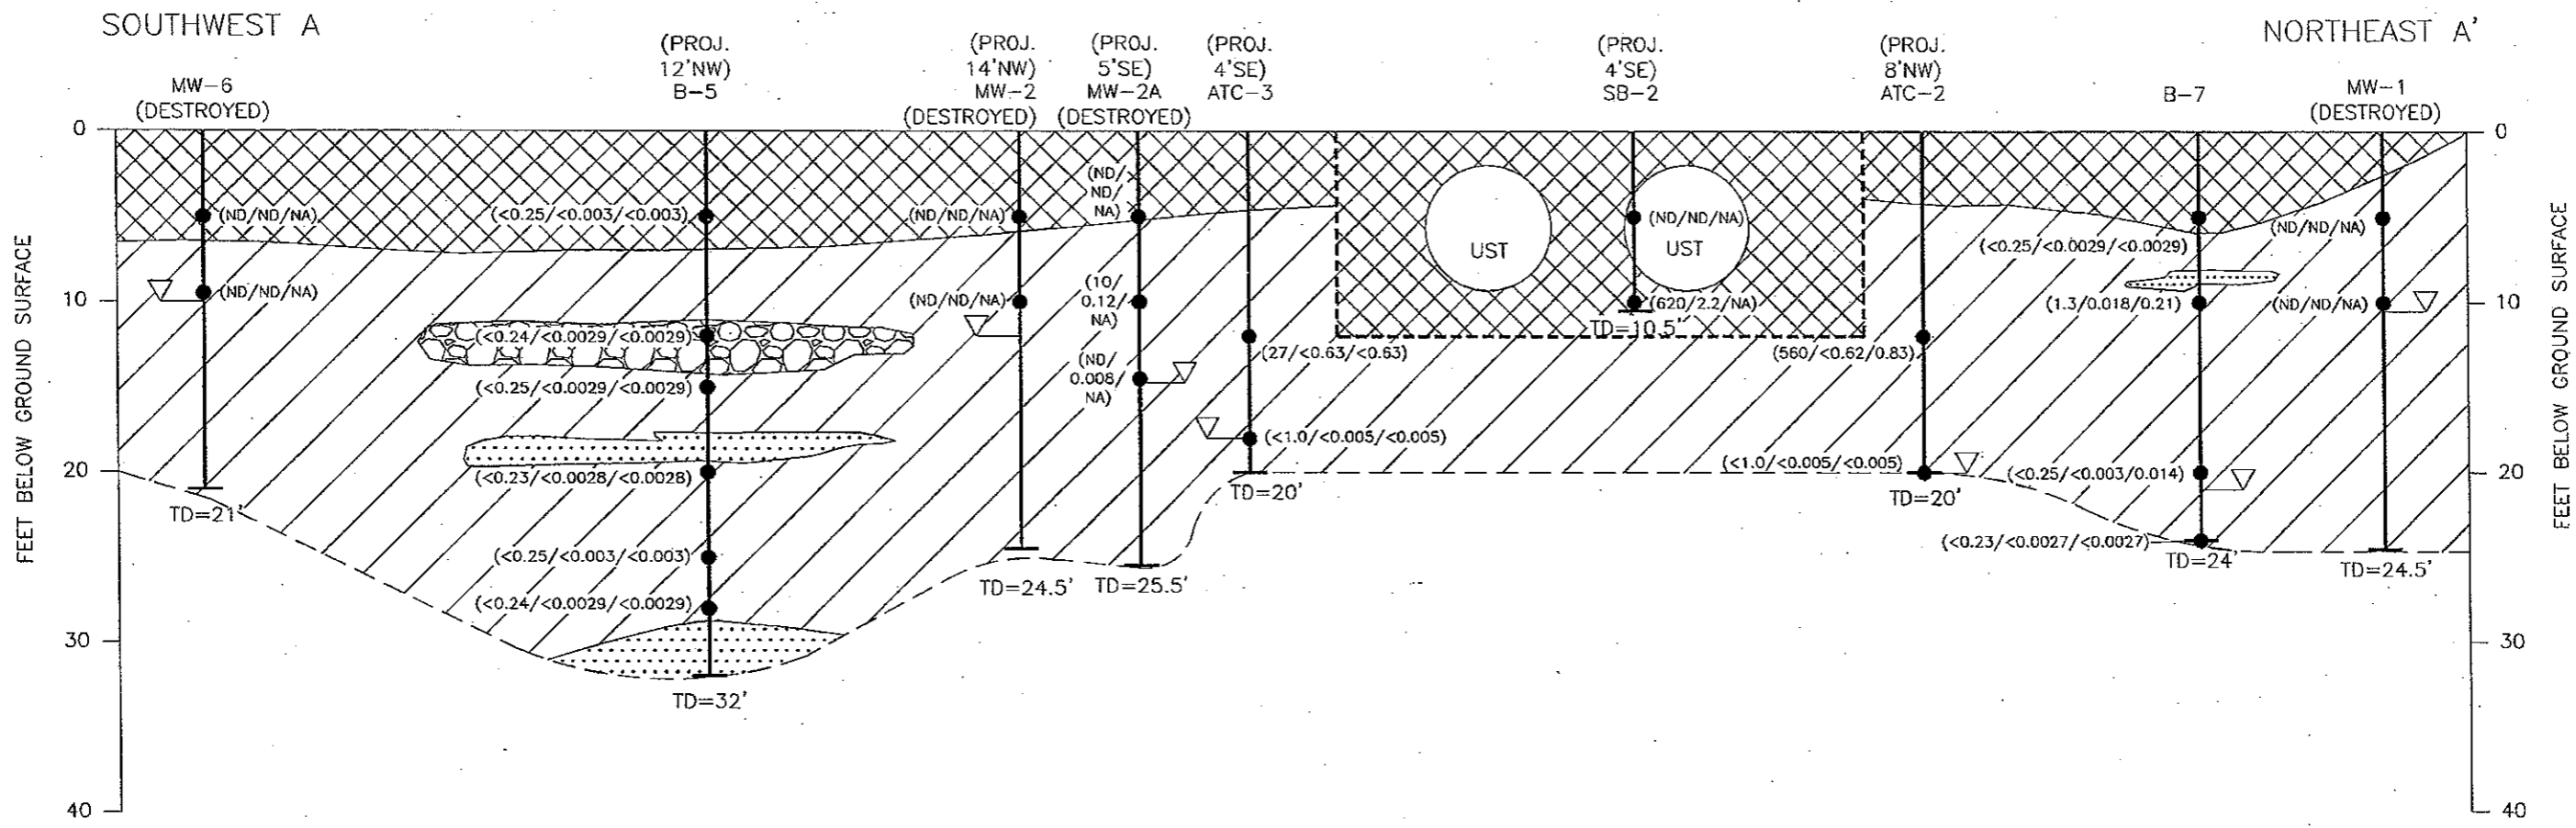 SOUTHWEST A
NORTHEAST A'
MW-6
(DESTROYED)
(PROJ.
12'NW)
B-5
(PROJ.
14'NW)
MW-2
(DESTROYED)
(PROJ.
5'SE)
MW-2A
(DESTROYED)
(PROJ.
4'SE)
ATC-3
(PROJ.
4'SE)
SB-2
(PROJ.
8'NW)
ATC-2
B-7
MW-1
(DESTROYED)
FEET BELOW GROUND SURFACE
0
10
20
30
40
(ND/ND/NA)
(ND/ND/NA)
TD=21'
(<0.25/<0.003/<0.003)
(<0.24/<0.0029/<0.0029)
(<0.25/<0.0029/<0.0029)
(<0.23/<0.0028/<0.0028)
(<0.25/<0.003/<0.003)
(<0.24/<0.0029/<0.0029)
TD=32'
(ND/ND/NA)
(ND/ND/NA)
TD=24.5'
(ND/
ND/
NA)
(10/
0.12/
NA)
(ND/
0.008/
NA)
TD=25.5'
(27/<0.63/<0.63)
(<1.0/<0.005/<0.005)
TD=20'
UST
(ND/ND/NA)
UST
(620/2.2/NA)
TD=10.5'
(560/<0.62/0.83)
(<1.0/<0.005/<0.005)
TD=20'
(<0.25/<0.0029/<0.0029)
(1.3/0.018/0.21)
(<0.25/<0.003/0.014)
(<0.23/<0.0027/<0.0027)
TD=24'
(ND/ND/NA)
(ND/ND/NA)
TD=24.5'
0
10
20
30
40
FEET BELOW GROUND SURFACE